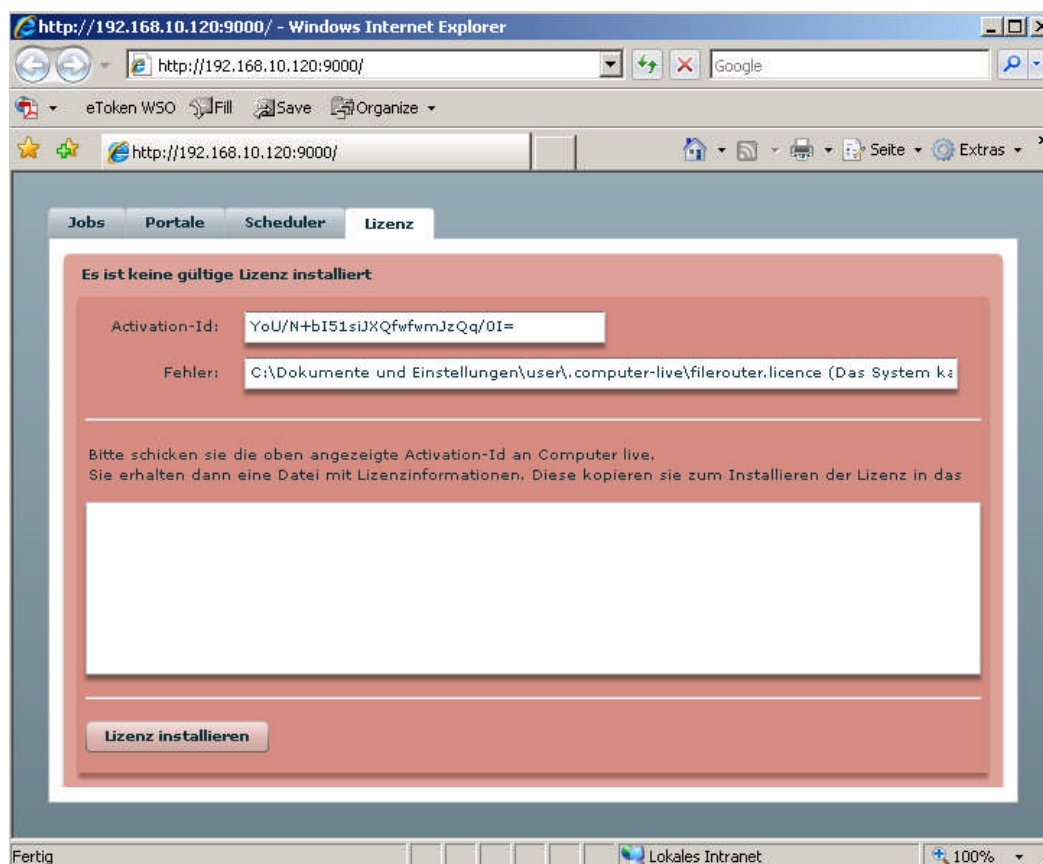 http://192.168.10.120:9000/ - Windows Internet Explorer
http://192.168.10.120:9000/
Google
eToken WSO Fill Save Organize
http://192.168.10.120:9000/
Seite Extras
Jobs Portale Scheduler Lizenz
Es ist keine gültige Lizenz installiert
Activation-Id: YoU/N+bI51siJXQfwfwmJzQq/0I=
Fehler: C:\Dokumente und Einstellungen\user\.computer-live\filerouter.licence (Das System ka
Bitte schicken sie die oben angezeigte Activation-Id an Computer live.
Sie erhalten dann eine Datei mit Lizenzinformationen. Diese kopieren sie zum Installieren der Lizenz in das
Lizenz installieren
Fertig Lokales Intranet 100%